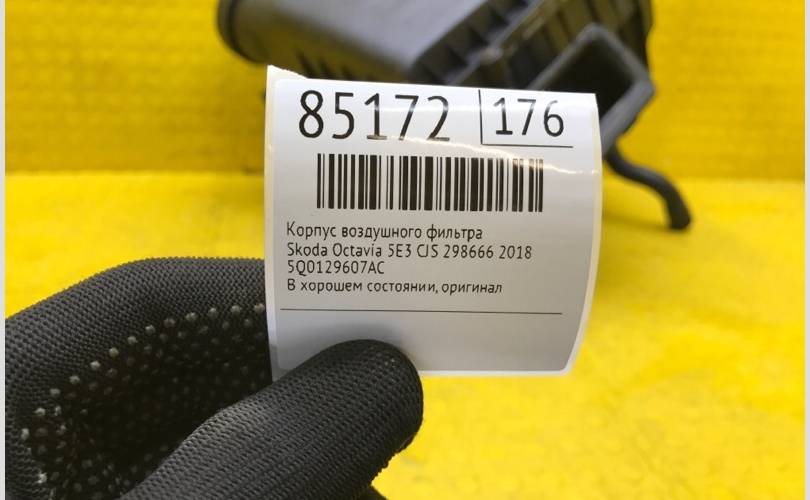 85172 176
Корпус воздушного фильтра
Skoda Octavia 5E3 CJS 298666 2018
5Q0129607AC
В хорошем состоянии, оригинал